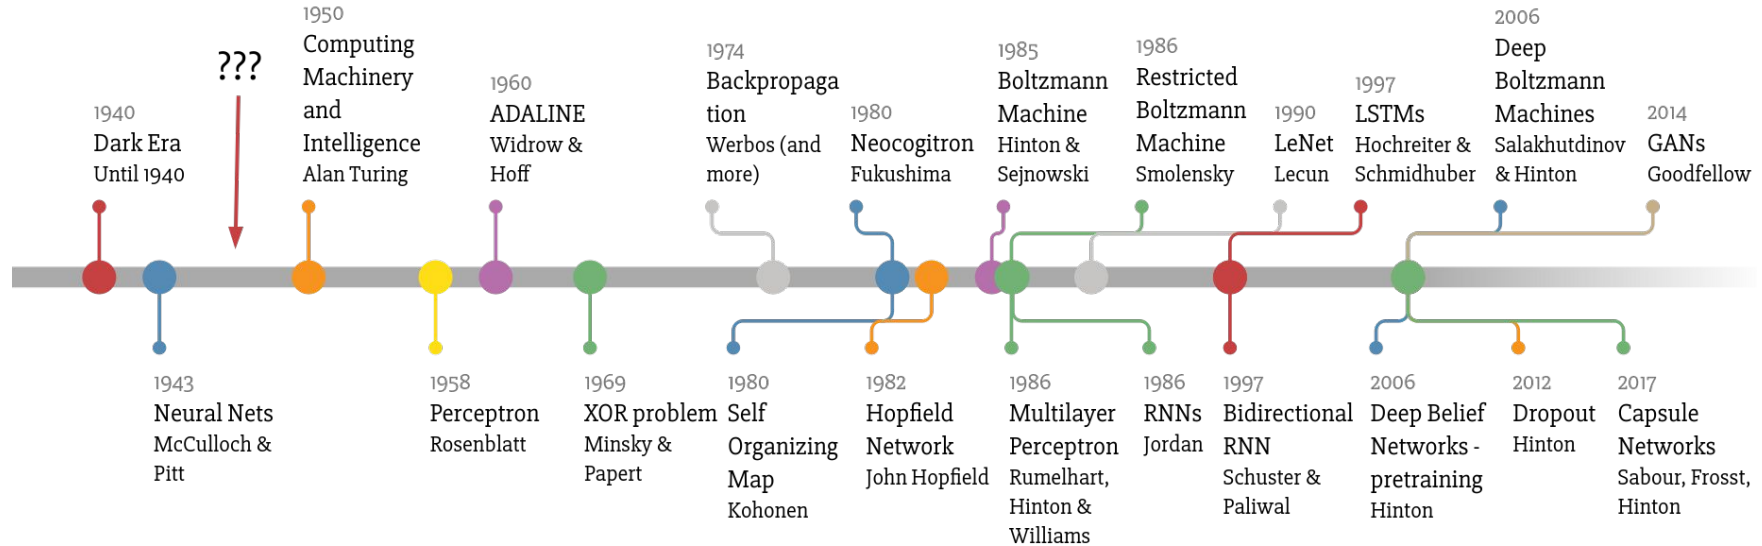 ???
1940
Dark Era
Until 1940
1950
Computing
Machinery
and
Intelligence
Alan Turing
1960
ADALINE
Widrow &
Hoff
1974
Backpropaga
tion
Werbos (and
more)
1980
Neocogitron
Fukushima
1985
Boltzmann
Machine
Hinton &
Sejnowski
1986
Restricted
Boltzmann
Machine
Smolensky
1990
LeNet
Lecun
1997
LSTMs
Hochreiter &
Schmidhuber
2006
Deep
Boltzmann
Machines
Salakhutdinov
& Hinton
2014
GANs
Goodfellow
1943
Neural Nets
McCulloch &
Pitt
1958
Perceptron
Rosenblatt
1969
XOR problem
Minsky &
Papert
1980
Self
Organizing
Map
Kohonen
1982
Hopfield
Network
John Hopfield
1986
Multilayer
Perceptron
Rumelhart,
Hinton &
Williams
1986
RNNs
Jordan
1997
Bidirectional
RNN
Schuster &
Paliwal
2006
Deep Belief
Networks -
pretraining
Hinton
2012
Dropout
Hinton
2017
Capsule
Networks
Sabour, Frosst,
Hinton